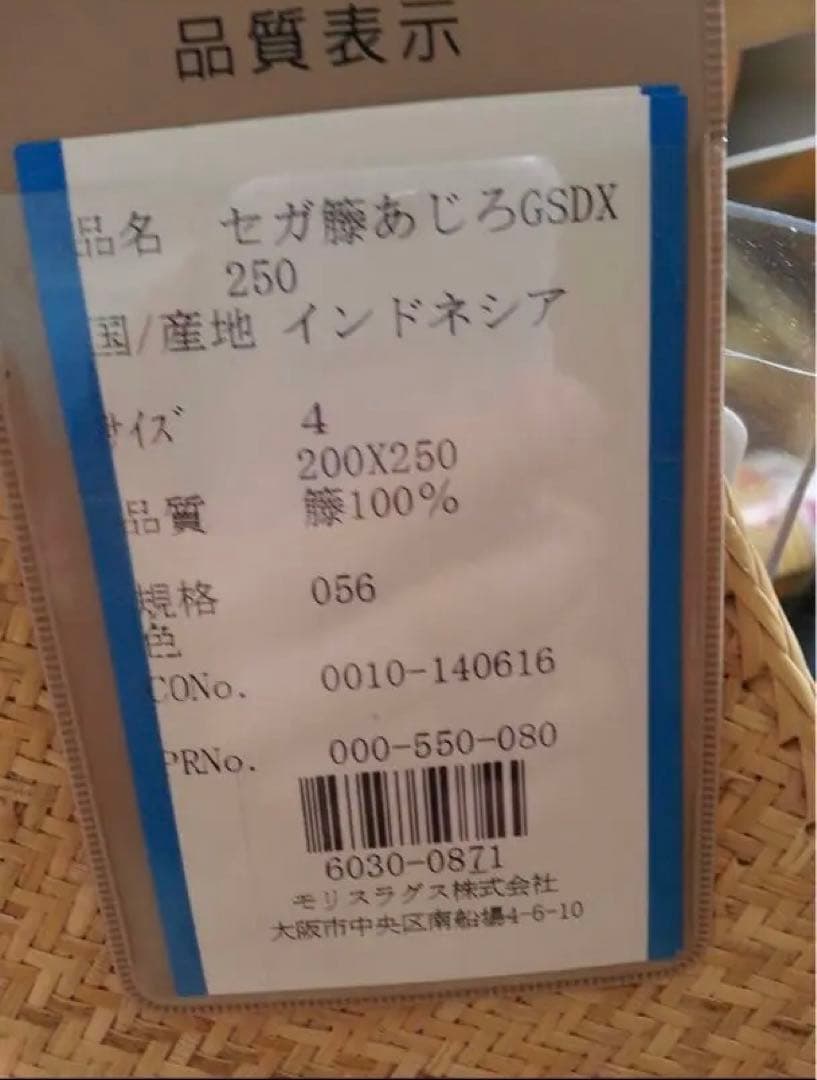 品質表示
品名 セガ籐あじろGSDX
250
国/産地 インドネシア
サイズ 4
200X250
品質 籐100%
規格 056
色
CONo. 0010-140616
PRNo. 000-550-080
6030-0871
モリスラグス株式会社
大阪市中央区南船場4-6-10